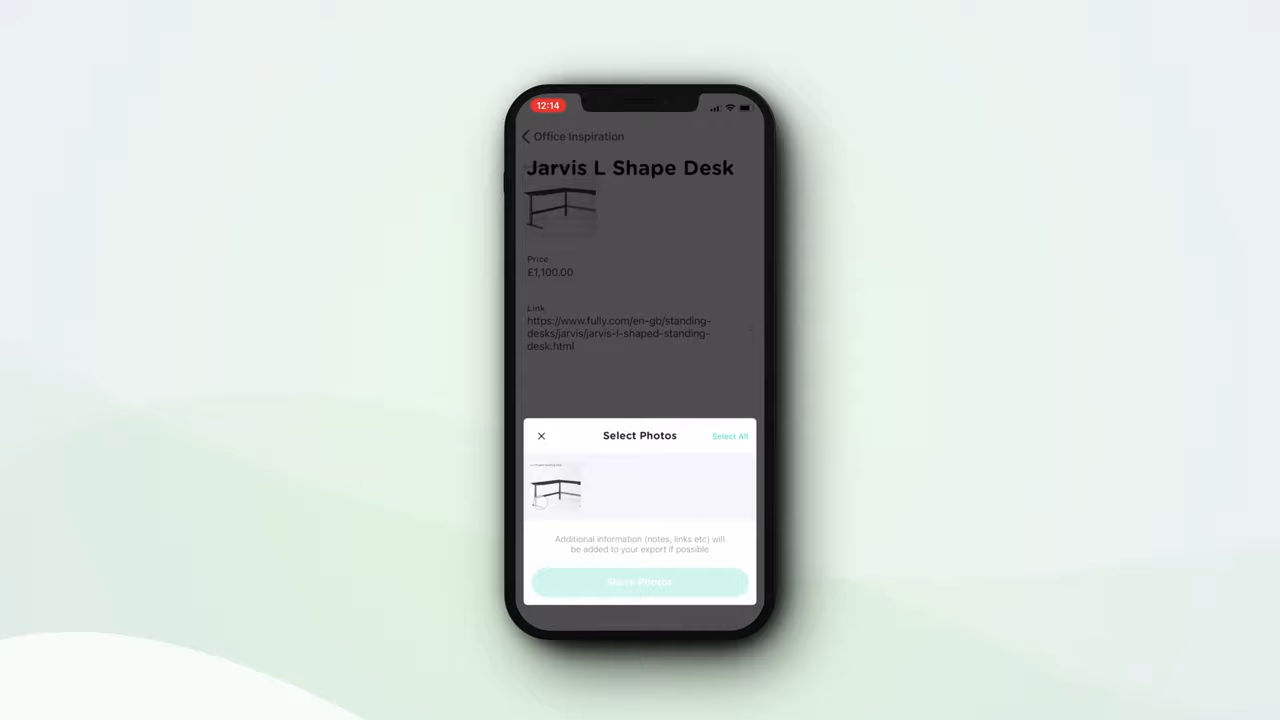 12:14
Office Inspiration
Jarvis L Shape Desk
Price
£1,100.00
Link
https://www.fully.com/en-gb/standing-
desks/jarvis/jarvis-l-shaped-standing-
desk.html
Select Photos
Select All
Additional information (notes, links etc) will
be added to your export if possible
Share Photos